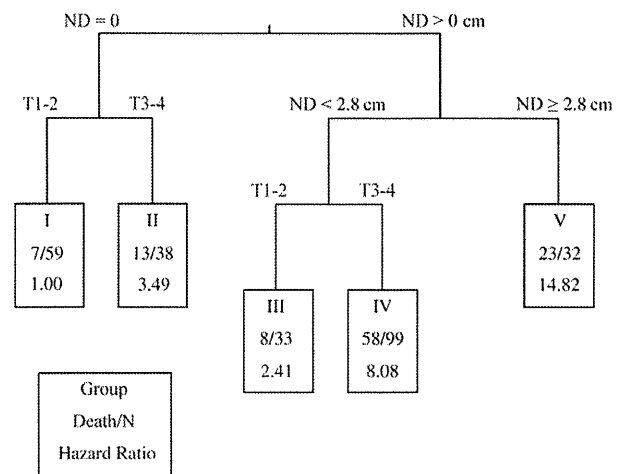 ND = 0
ND > 0 cm
T1-2
T3-4
ND < 2.8 cm
ND ≥ 2.8 cm
T1-2
T3-4
I
7/59
1.00
II
13/38
3.49
V
23/32
14.82
III
8/33
2.41
IV
58/99
8.08
Group
Death/N
Hazard Ratio